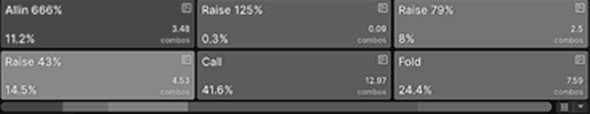 Allin 666%
3.48
11.2%
combos
Raise 125%
0.09
0.3%
combos
Raise 79%
2.5
8%
combos
Raise 43%
4.53
14.5%
combos
Call
12.97
41.6%
combos
Fold
7.59
24.4%
combos